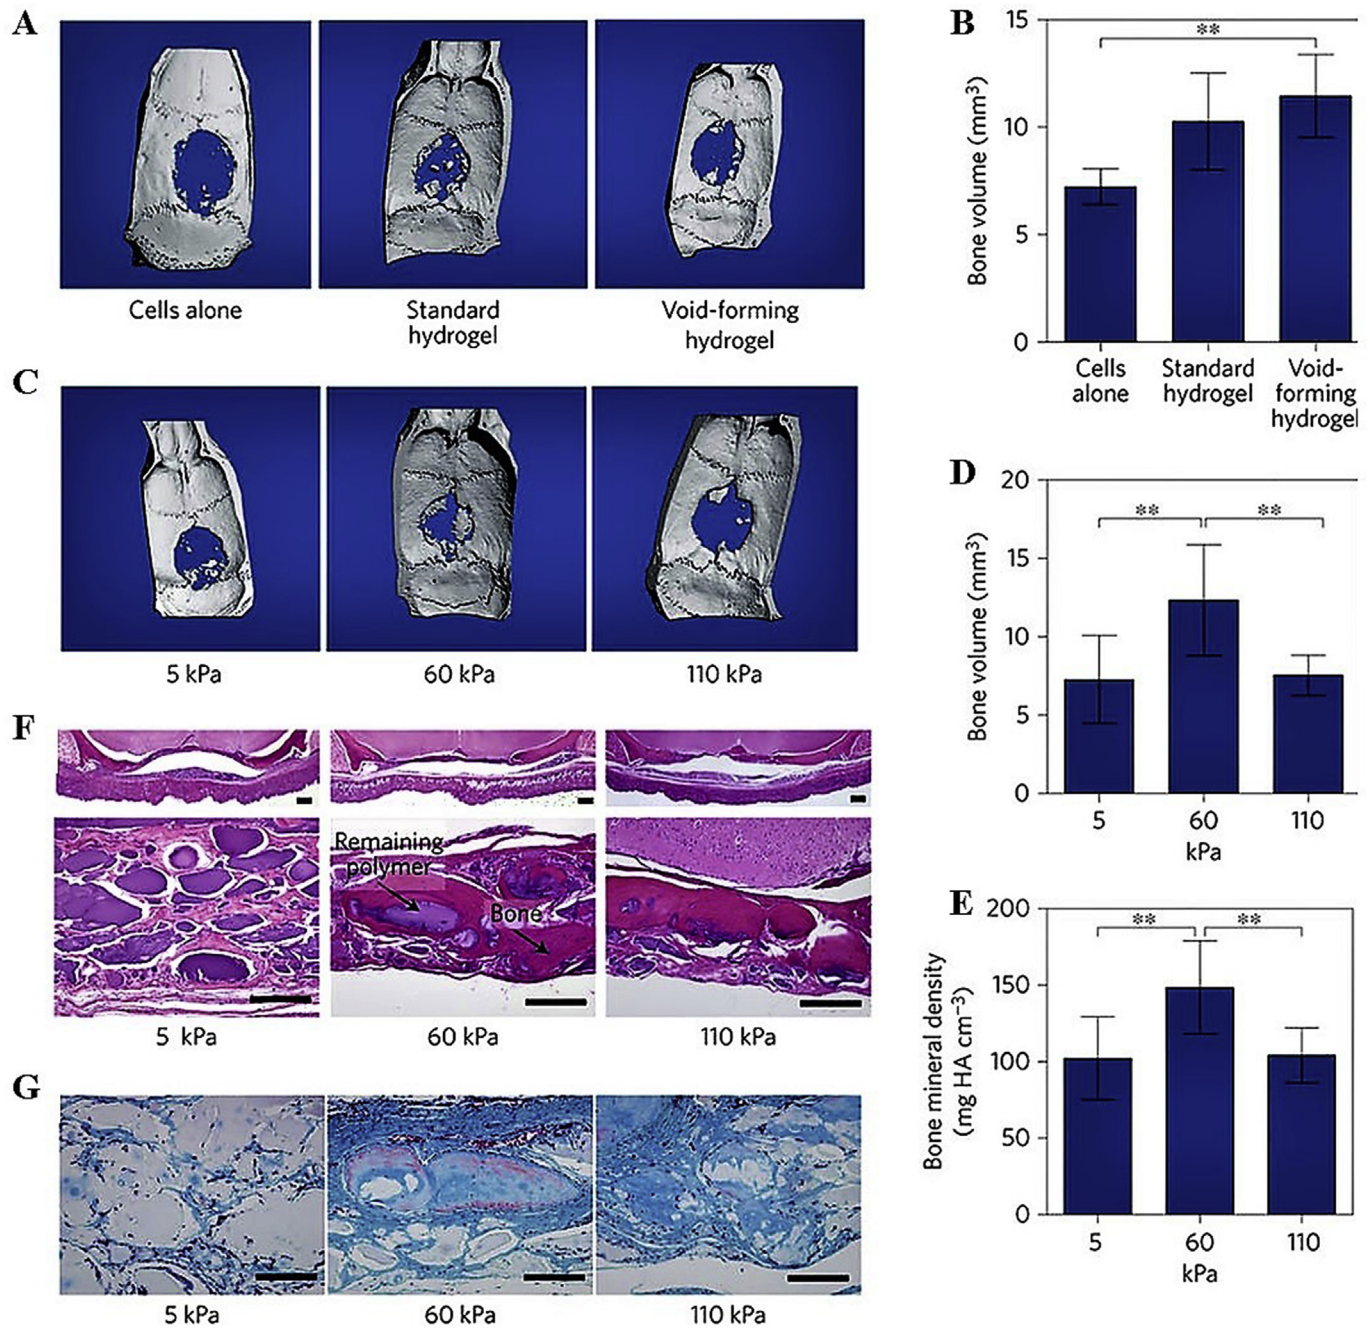 A
Cells alone
Standard
hydrogel
Void-forming
hydrogel
B
15
10
5
0
Bone volume (mm³)
**
Cells
alone
Standard
hydrogel
Void-
forming
hydrogel
C
5 kPa
60 kPa
110 kPa
D
20
15
10
5
0
Bone volume (mm³)
**
**
5
60
110
kPa
F
Remaining
polymer
Bone
5 kPa
60 kPa
110 kPa
E
200
150
100
50
0
Bone mineral density
(mg HA cm⁻³)
**
**
5
60
110
kPa
G
5 kPa
60 kPa
110 kPa